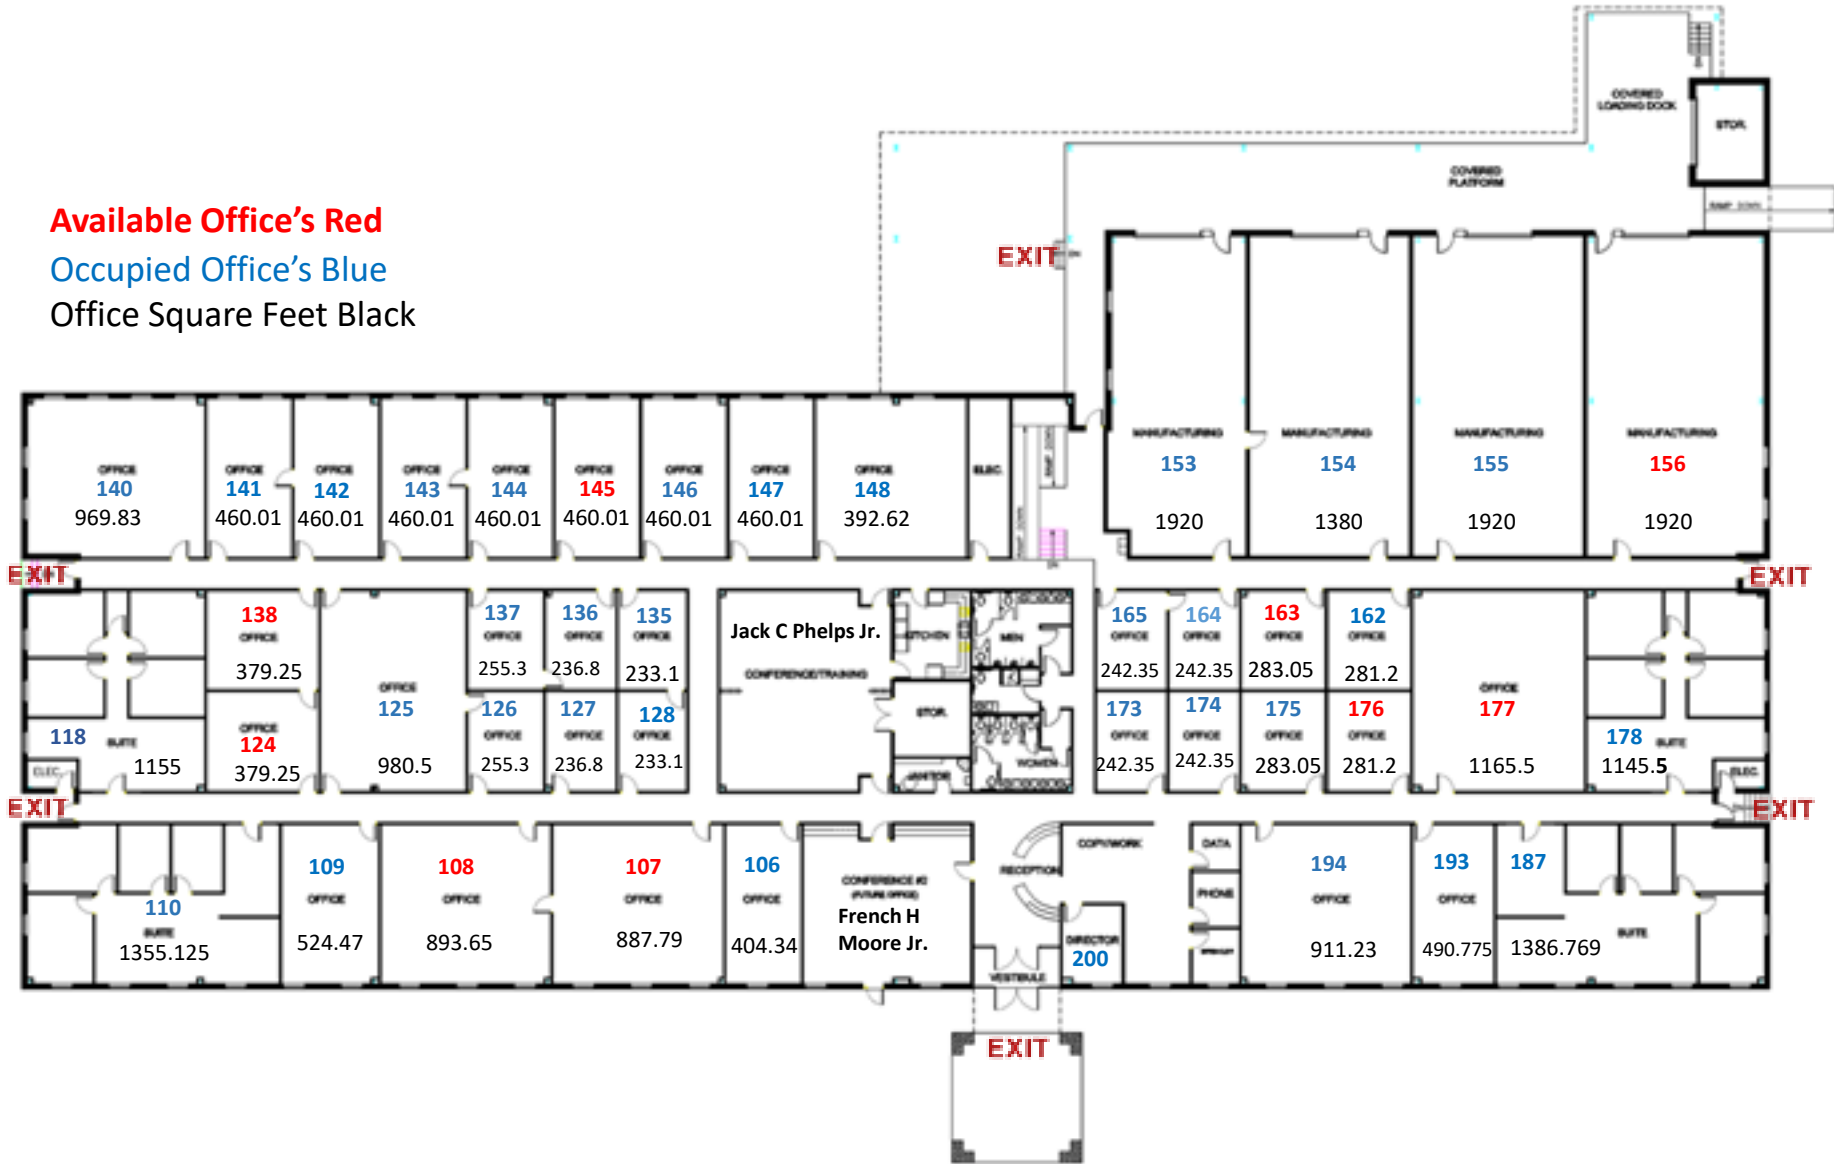 Available Office's Red
Occupied Office's Blue
Office Square Feet Black
COVERED
LOADING DOCK
STOR.
COVERED
PLATFORM
RAMP DOWN
EXIT
OFFICE OFFICE OFFICE OFFICE OFFICE OFFICE OFFICE OFFICE OFFICE ELEC.
140 141 142 143 144 145 146 147 148
969.83 460.01 460.01 460.01 460.01 460.01 460.01 460.01 392.62
RAMP DOWN
RAMP DOWN
DN
MANUFACTURING MANUFACTURING MANUFACTURING MANUFACTURING
153 154 155 156
1920 1380 1920 1920
EXIT EXIT
138 137 136 135 165 164 163 162
OFFICE OFFICE OFFICE OFFICE OFFICE OFFICE OFFICE OFFICE
379.25 255.3 236.8 233.1 242.35 242.35 283.05 281.2
Jack C Phelps Jr.
CONFERENCE/TRAINING
KITCHEN
MEN
STOR.
JANITOR
WOMEN
OFFICE
125
980.5
OFFICE
177
1165.5
118
SUITE
1155
ELEC.
OFFICE
124
379.25
126 127 128
OFFICE OFFICE OFFICE
255.3 236.8 233.1
173 174 175 176
OFFICE OFFICE OFFICE OFFICE
242.35 242.35 283.05 281.2
178
SUITE
1145.5
ELEC.
EXIT EXIT
110
SUITE
1355.125
109
OFFICE
524.47
108
OFFICE
893.65
107
OFFICE
887.79
106
OFFICE
404.34
CONFERENCE #2
(FUTURE OFFICE)
French H
Moore Jr.
RECEPTION
VESTIBULE
COPY/WORK
DIRECTOR
200
DATA
PHONE
194
OFFICE
911.23
193
OFFICE
490.775
187
SUITE
1386.769
EXIT